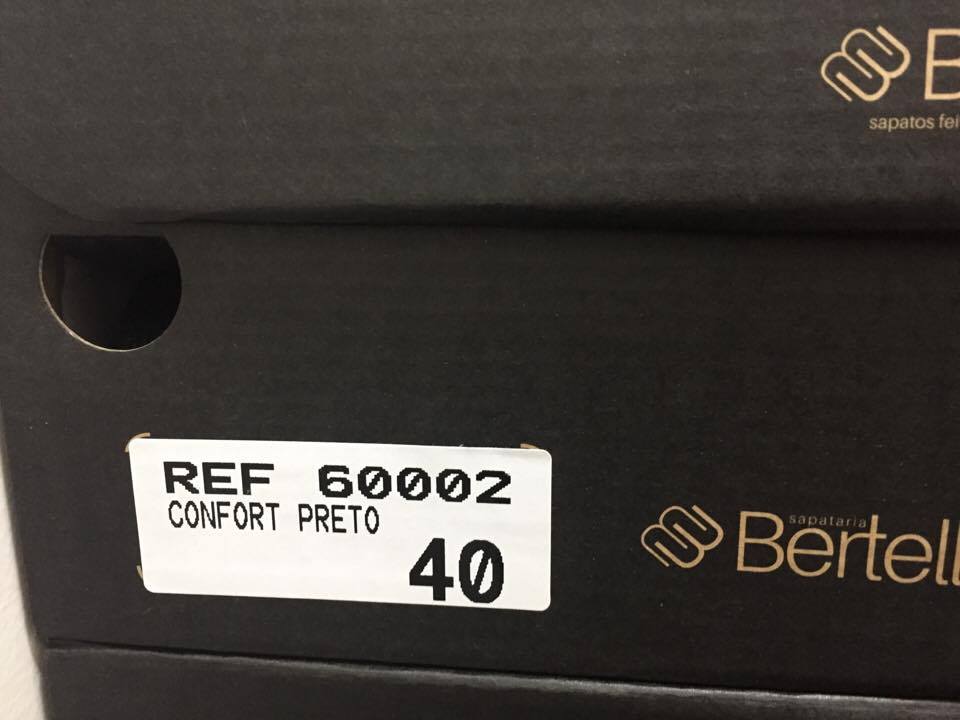 B
sapatos fei
REF 60002
CONFORT PRETO
40
sapataria
Bertell